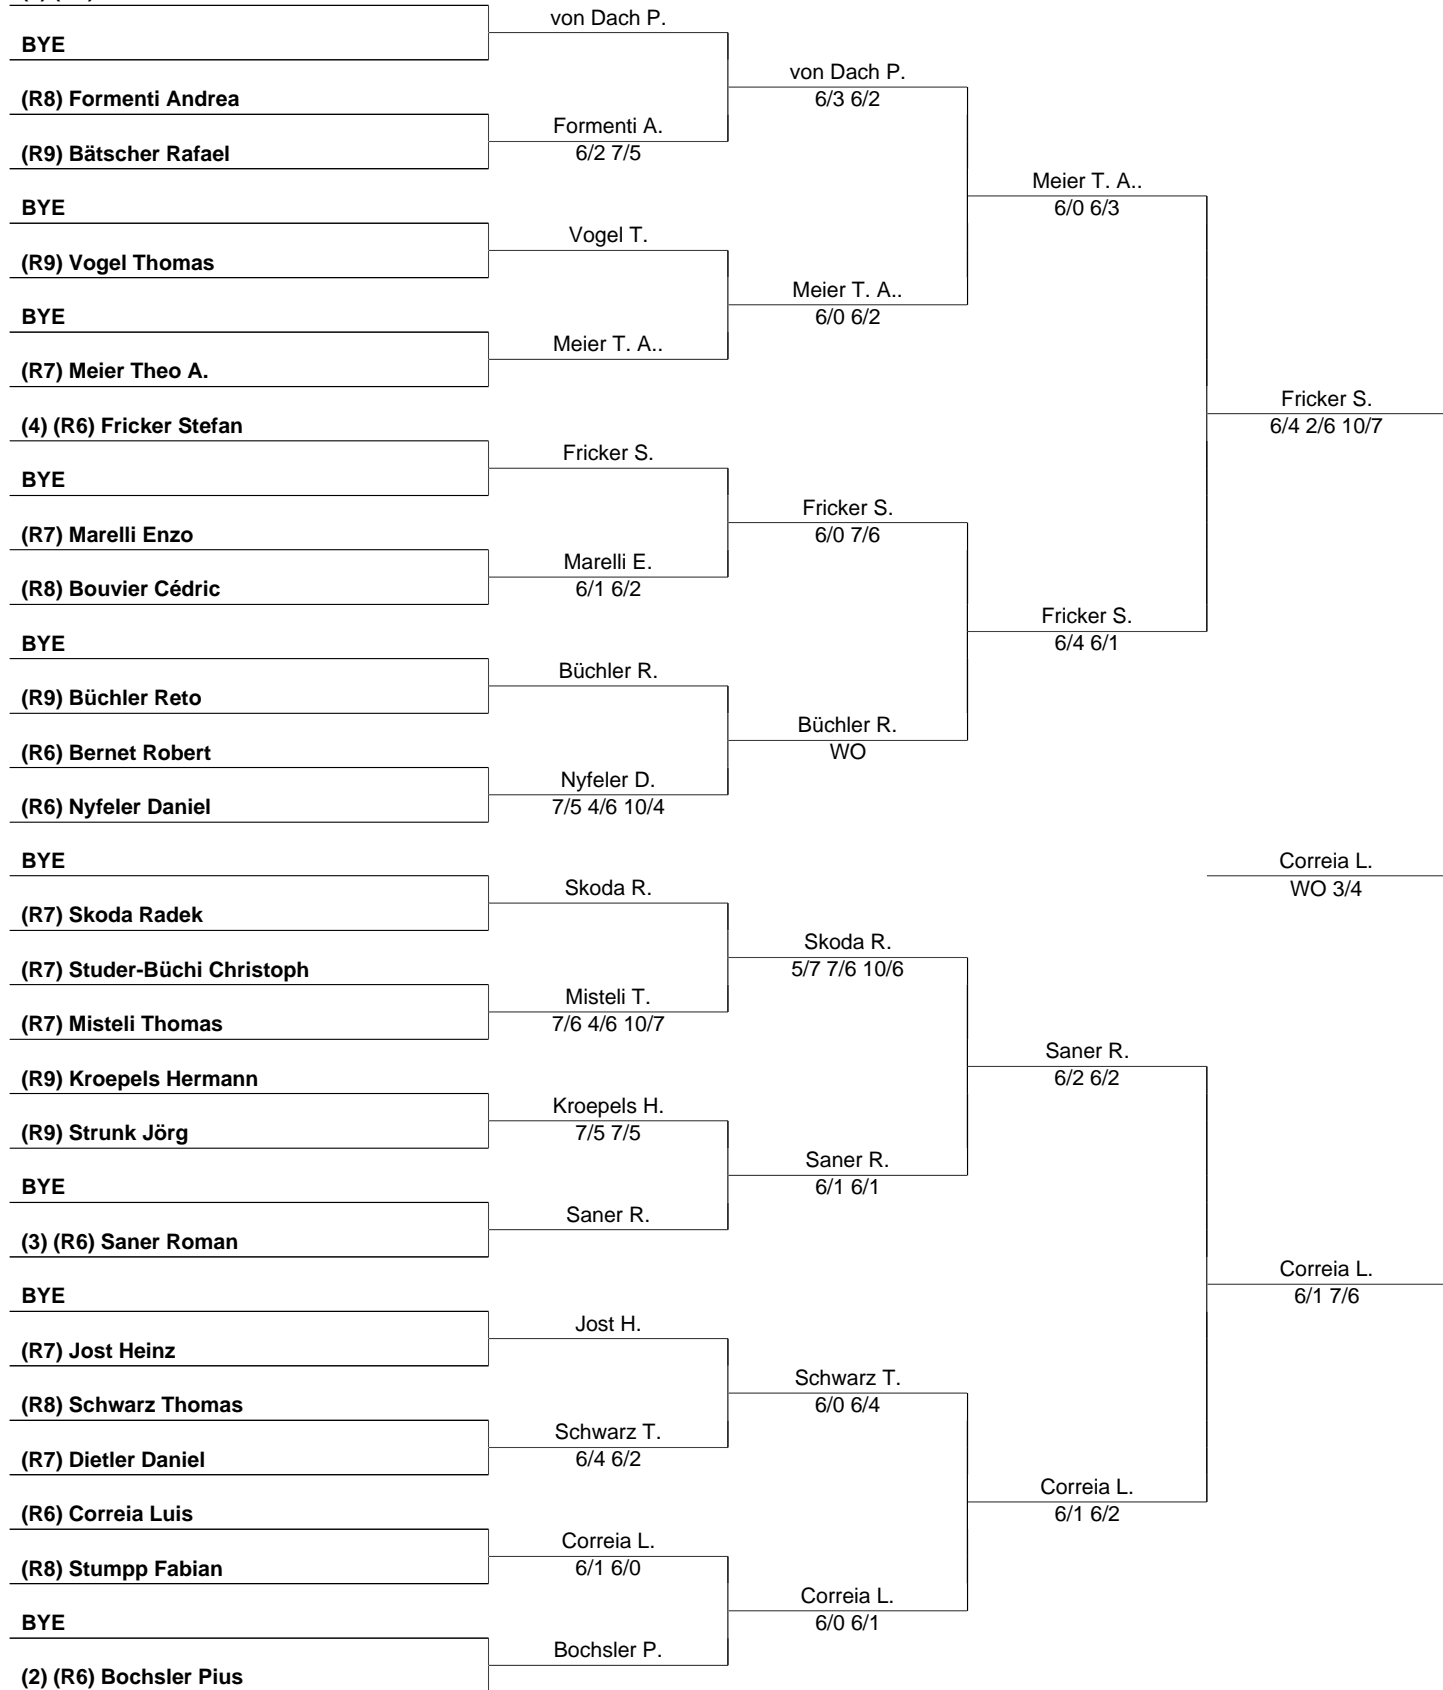 BYE
(R8) Formenti Andrea
(R9) Bätscher Rafael
BYE
(R9) Vogel Thomas
BYE
(R7) Meier Theo A.
(4) (R6) Fricker Stefan
BYE
(R7) Marelli Enzo
(R8) Bouvier Cédric
BYE
(R9) Büchler Reto
(R6) Bernet Robert
(R6) Nyfeler Daniel
BYE
(R7) Skoda Radek
(R7) Studer-Büchi Christoph
(R7) Misteli Thomas
(R9) Kroepels Hermann
(R9) Strunk Jörg
BYE
(3) (R6) Saner Roman
BYE
(R7) Jost Heinz
(R8) Schwarz Thomas
(R7) Dietler Daniel
(R6) Correia Luis
(R8) Stumpp Fabian
BYE
(2) (R6) Bochsler Pius
von Dach P.
Formenti A.
6/2 7/5
Vogel T.
Meier T. A..
Fricker S.
Marelli E.
6/1 6/2
Büchler R.
Nyfeler D.
7/5 4/6 10/4
Skoda R.
Misteli T.
7/6 4/6 10/7
Kroepels H.
7/5 7/5
Saner R.
Jost H.
Schwarz T.
6/4 6/2
Correia L.
6/1 6/0
Bochsler P.
von Dach P.
6/3 6/2
Meier T. A..
6/0 6/2
Fricker S.
6/0 7/6
Büchler R.
WO
Skoda R.
5/7 7/6 10/6
Saner R.
6/1 6/1
Schwarz T.
6/0 6/4
Correia L.
6/0 6/1
Meier T. A..
6/0 6/3
Fricker S.
6/4 6/1
Saner R.
6/2 6/2
Correia L.
6/1 6/2
Fricker S.
6/4 2/6 10/7
Correia L.
WO 3/4
Correia L.
6/1 7/6